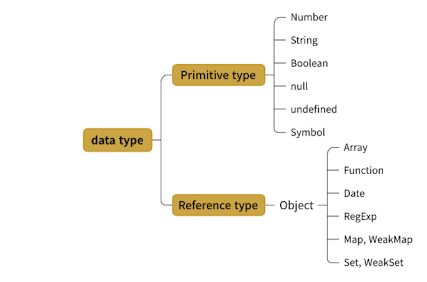 data type
Primitive type
Number
String
Boolean
null
undefined
Symbol
Reference type
Object
Array
Function
Date
RegExp
Map, WeakMap
Set, WeakSet